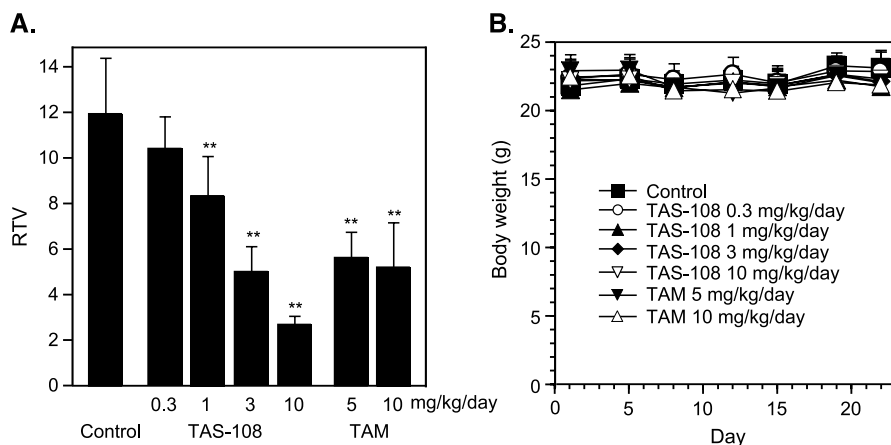 A.
14
12
10
8
6
4
2
0
RTV
**
**
**
**
**
0.3 1 3 10 5 10 mg/kg/day
Control TAS-108 TAM
B.
25
20
15
10
5
0
Body weight (g)
Control
TAS-108 0.3 mg/kg/day
TAS-108 1 mg/kg/day
TAS-108 3 mg/kg/day
TAS-108 10 mg/kg/day
TAM 5 mg/kg/day
TAM 10 mg/kg/day
0 5 10 15 20
Day